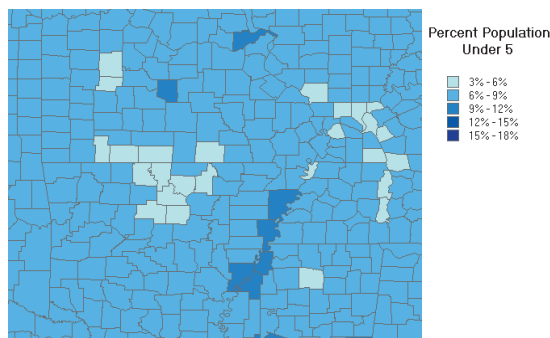 Percent Population
Under 5
3%-6%
6%-9%
9%-12%
12%-15%
15%-18%